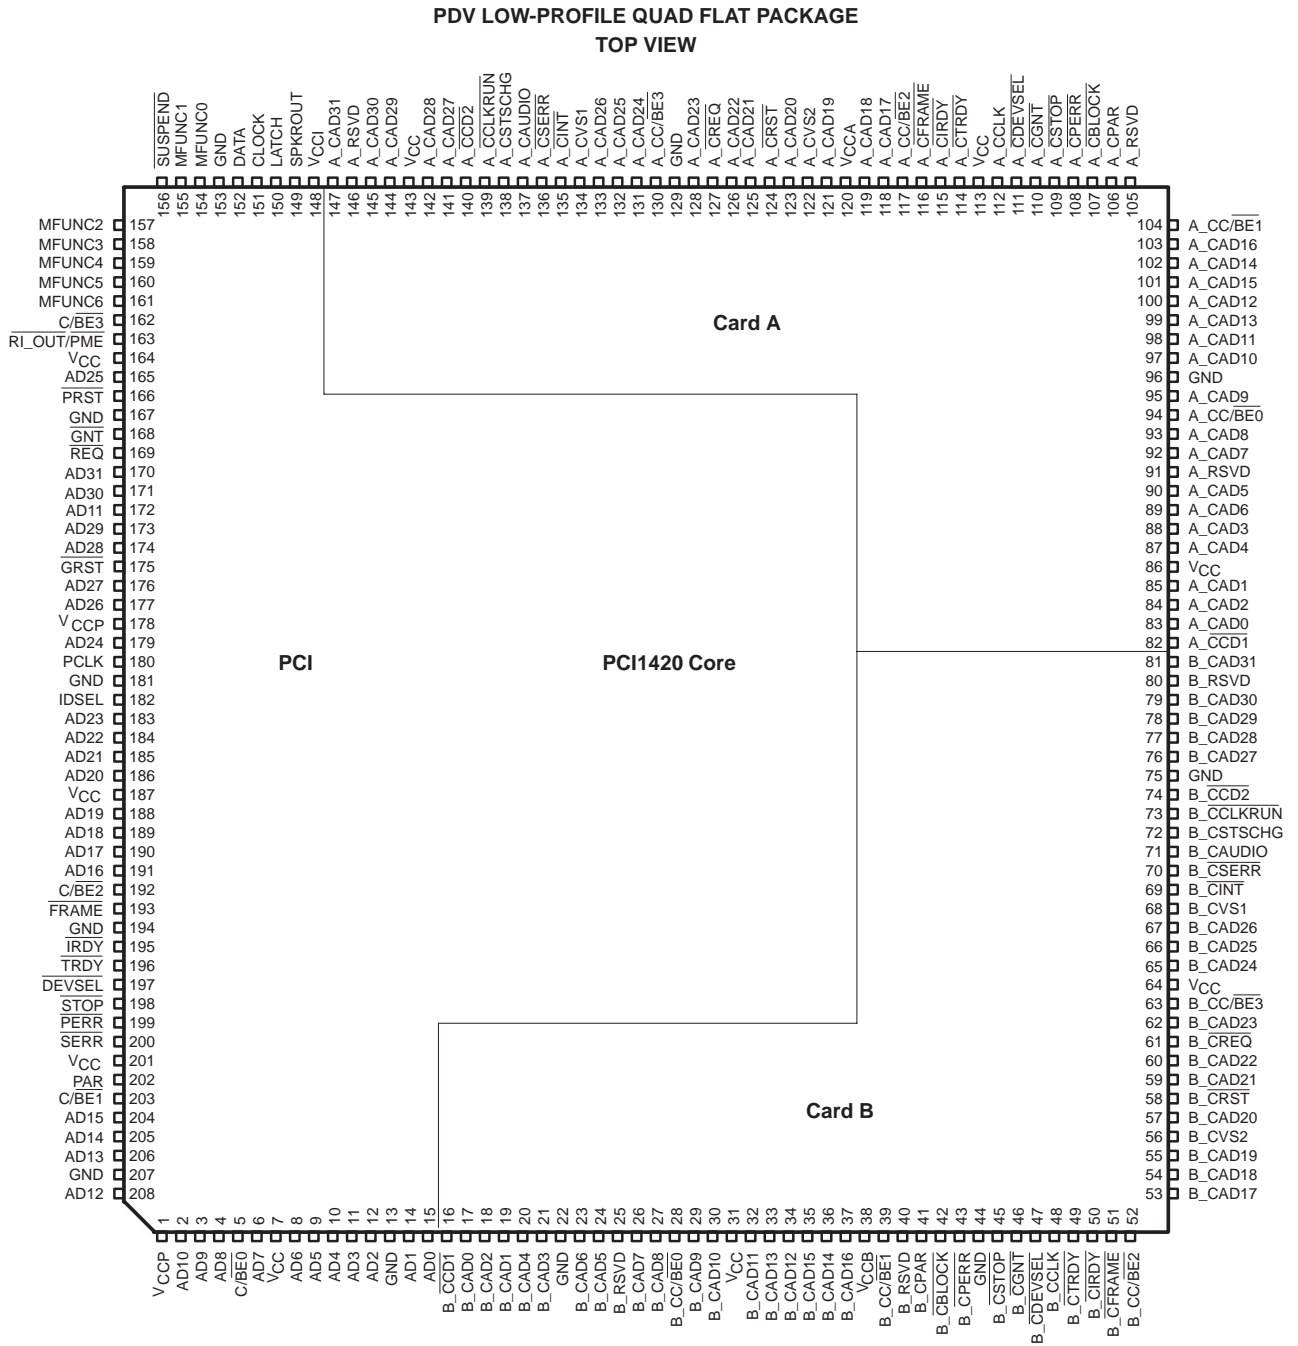 PDV LOW-PROFILE QUAD FLAT PACKAGE
TOP VIEW
SUSPEND 156
MFUNC1 155
MFUNC0 154
GND 153
DATA 152
CLOCK 151
LATCH 150
SPKROUT 149
VCCI 148
A_CAD31 147
A_RSVD 146
A_CAD30 145
A_CAD29 144
VCC 143
A_CAD28 142
A_CAD27 141
A_CCD2 140
A_CCLKRUN 139
A_CSTSCHG 138
A_CAUDIO 137
A_CSERR 136
A_CINT 135
A_CVS1 134
A_CAD26 133
A_CAD25 132
A_CAD24 131
A_CC/BE3 130
GND 129
A_CAD23 128
A_CREQ 127
A_CAD22 126
A_CAD21 125
A_CRST 124
A_CAD20 123
A_CVS2 122
A_CAD19 121
VCCA 120
A_CAD18 119
A_CAD17 118
A_CC/BE2 117
A_CFRAME 116
A_CIRDY 115
A_CTRDY 114
VCC 113
A_CCLK 112
A_CDEVSEL 111
A_CGNT 110
A_CSTOP 109
A_CPERR 108
A_CBLOCK 107
A_CPAR 106
A_RSVD 105
MFUNC2 157
MFUNC3 158
MFUNC4 159
MFUNC5 160
MFUNC6 161
C/BE3 162
RI_OUT/PME 163
VCC 164
AD25 165
PRST 166
GND 167
GNT 168
REQ 169
AD31 170
AD30 171
AD11 172
AD29 173
AD28 174
GRST 175
AD27 176
AD26 177
VCCP 178
AD24 179
PCLK 180
GND 181
IDSEL 182
AD23 183
AD22 184
AD21 185
AD20 186
VCC 187
AD19 188
AD18 189
AD17 190
AD16 191
C/BE2 192
FRAME 193
GND 194
IRDY 195
TRDY 196
DEVSEL 197
STOP 198
PERR 199
SERR 200
VCC 201
PAR 202
C/BE1 203
AD15 204
AD14 205
AD13 206
GND 207
AD12 208
Card A
PCI
PCI1420 Core
Card B
104 A_CC/BE1
103 A_CAD16
102 A_CAD14
101 A_CAD15
100 A_CAD12
99 A_CAD13
98 A_CAD11
97 A_CAD10
96 GND
95 A_CAD9
94 A_CC/BE0
93 A_CAD8
92 A_CAD7
91 A_RSVD
90 A_CAD5
89 A_CAD6
88 A_CAD3
87 A_CAD4
86 VCC
85 A_CAD1
84 A_CAD2
83 A_CAD0
82 A_CCD1
81 B_CAD31
80 B_RSVD
79 B_CAD30
78 B_CAD29
77 B_CAD28
76 B_CAD27
75 GND
74 B_CCD2
73 B_CCLKRUN
72 B_CSTSCHG
71 B_CAUDIO
70 B_CSERR
69 B_CINT
68 B_CVS1
67 B_CAD26
66 B_CAD25
65 B_CAD24
64 VCC
63 B_CC/BE3
62 B_CAD23
61 B_CREQ
60 B_CAD22
59 B_CAD21
58 B_CRST
57 B_CAD20
56 B_CVS2
55 B_CAD19
54 B_CAD18
53 B_CAD17
1 VCCP
2 AD10
3 AD9
4 AD8
5 C/BE0
6 AD7
7 VCC
8 AD6
9 AD5
10 AD4
11 AD3
12 AD2
13 GND
14 AD1
15 AD0
16 B_CCD1
17 B_CAD0
18 B_CAD2
19 B_CAD1
20 B_CAD4
21 B_CAD3
22 GND
23 B_CAD6
24 B_CAD5
25 B_RSVD
26 B_CAD7
27 B_CAD8
28 B_CC/BE0
29 B_CAD9
30 B_CAD10
31 VCC
32 B_CAD11
33 B_CAD13
34 B_CAD12
35 B_CAD15
36 B_CAD14
37 B_CAD16
38 VCCB
39 B_CC/BE1
40 B_RSVD
41 B_CPAR
42 B_CBLOCK
43 B_CPERR
44 GND
45 B_CSTOP
46 B_CGNT
47 B_CDEVSEL
48 B_CCLK
49 B_CTRDY
50 B_CIRDY
51 B_CFRAME
52 B_CC/BE2